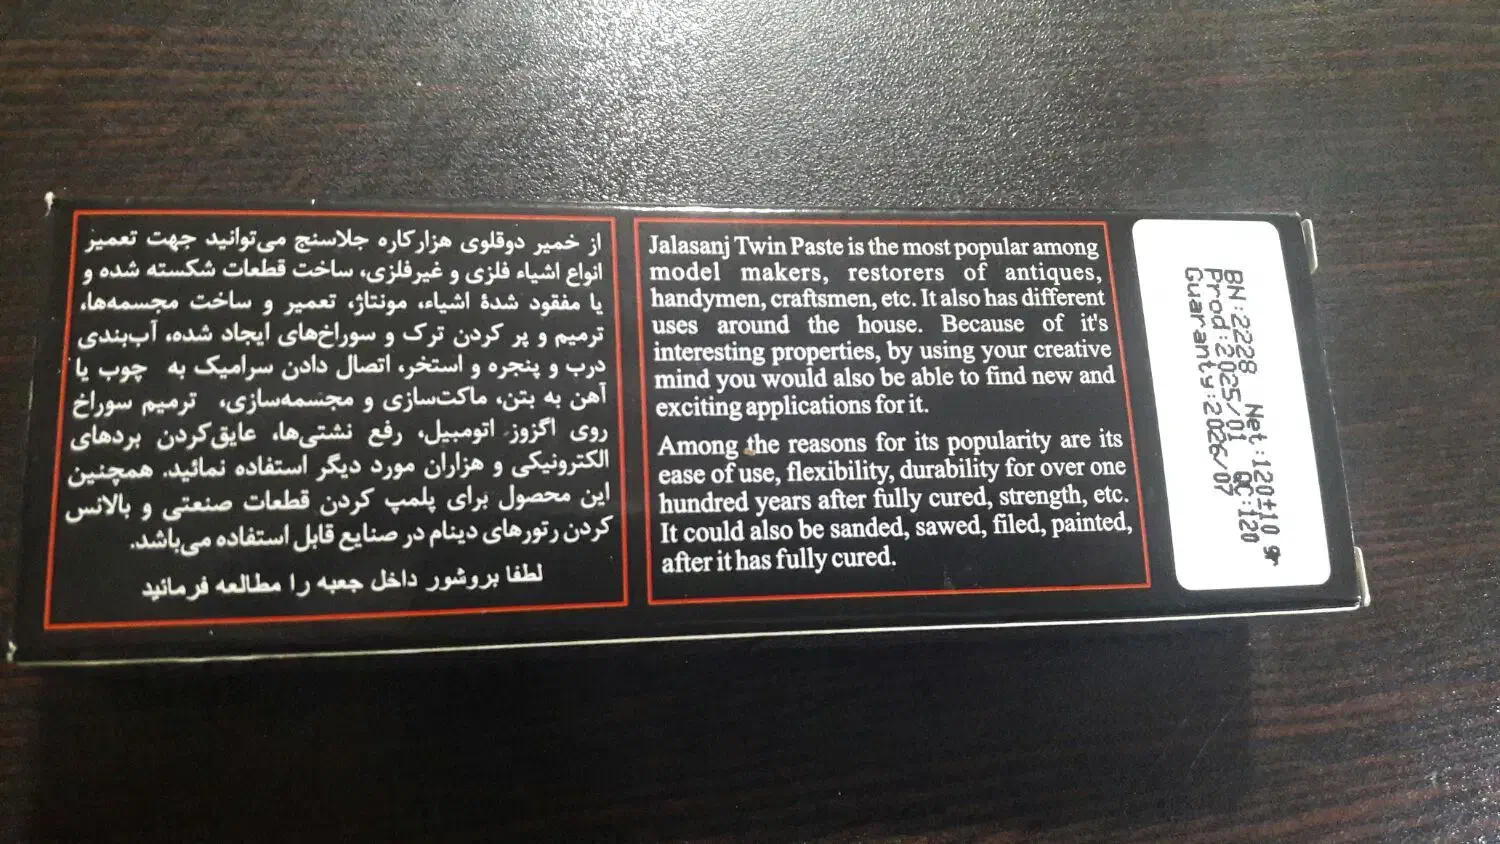 از خمیر دوقلوی هزارکاره جلاسنج می‌توانید جهت تعمیر
انواع اشیاء فلزی و غیرفلزی، ساخت قطعات شکسته شده و
یا مفقود شدهٔ اشیاء، مونتاژ، تعمیر و ساخت مجسمه‌ها،
ترمیم و پر کردن ترک و سوراخ‌های ایجاد شده، آب‌بندی
درب و پنجره و استخر، اتصال دادن سرامیک به چوب یا
آهن به بتن، ماکت‌سازی و مجسمه‌سازی، ترمیم سوراخ
روی اگزوز اتومبیل، رفع نشتی‌ها، عایق‌کردن بردهای
الکترونیکی و هزاران مورد دیگر استفاده نمائید. همچنین
این محصول برای پلمپ کردن قطعات صنعتی و بالانس
کردن رتورهای دینام در صنایع قابل استفاده می‌باشد.
لطفا بروشور داخل جعبه را مطالعه فرمائید
Jalasanj Twin Paste is the most popular among
model makers, restorers of antiques,
handymen, craftsmen, etc. It also has different
uses around the house. Because of it's
interesting properties, by using your creative
mind you would also be able to find new and
exciting applications for it.
Among the reasons for its popularity are its
ease of use, flexibility, durability for over one
hundred years after fully cured, strength, etc.
It could also be sanded, sawed, filed, painted,
after it has fully cured.
BN:2228 Net:120±10 gr
Prod:2025/01 QC:120
Guaranty:2026/07